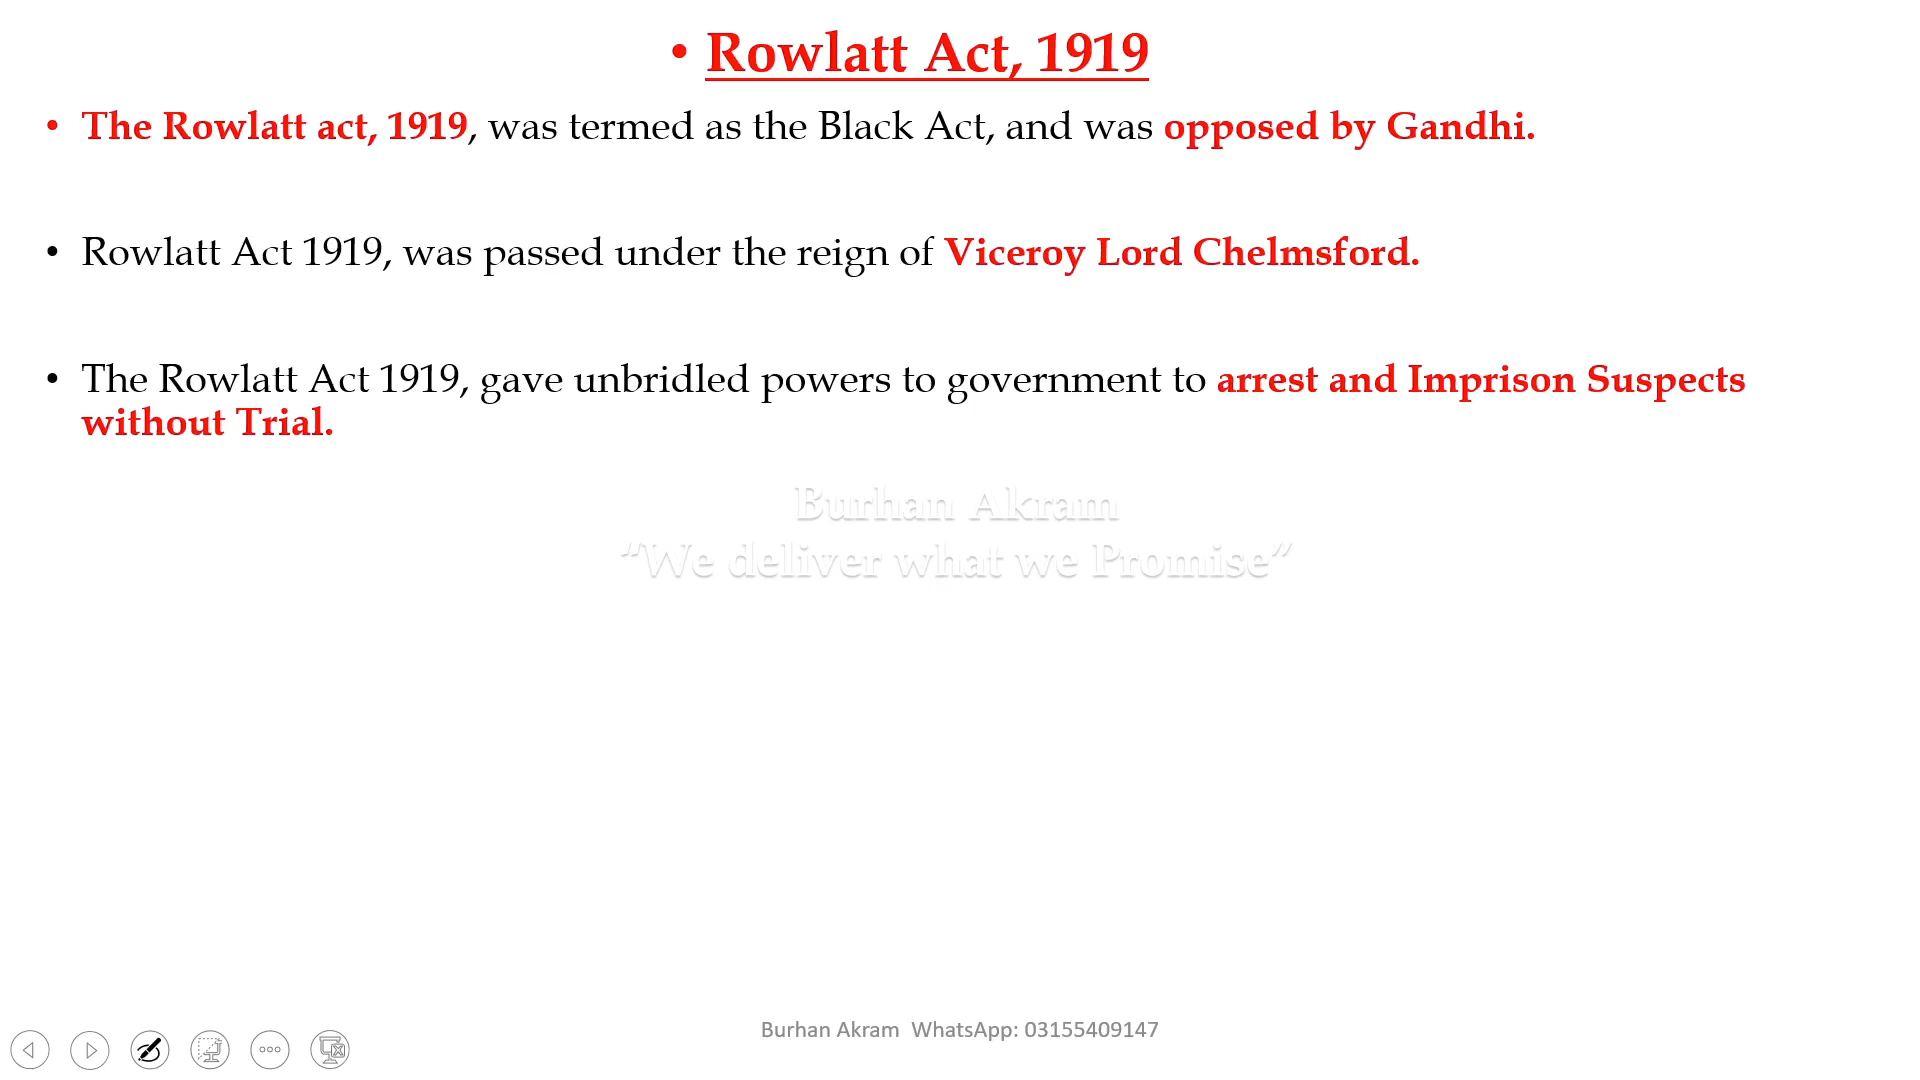 • Rowlatt Act, 1919
• The Rowlatt act, 1919, was termed as the Black Act, and was opposed by Gandhi.
• Rowlatt Act 1919, was passed under the reign of Viceroy Lord Chelmsford.
• The Rowlatt Act 1919, gave unbridled powers to government to arrest and Imprison Suspects
without Trial.
Burhan Akram
“We deliver what we Promise”
Burhan Akram WhatsApp: 03155409147